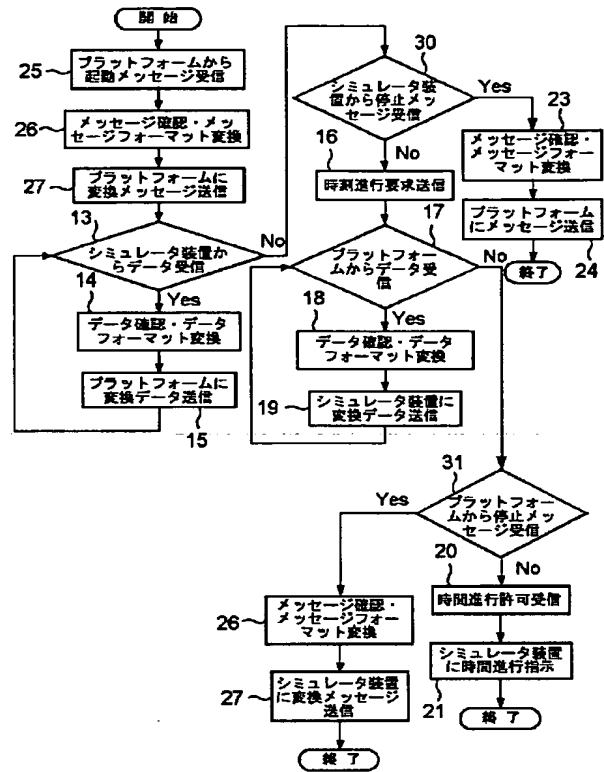 開 始
25
プラットフォームから
起動メッセージ受信
26
メッセージ確認・メッ
セージフォーマット変換
27
プラットフォームに
変換メッセージ送信
13
シミュレータ装置か
らデータ受信
No
Yes
14
データ確認・データ
フォーマット変換
プラットフォームに
変換データ送信
15
30
シミュレータ装
置から停止メッ
セージ受信
Yes
No
23
メッセージ確認・
メッセージフォー
マット変換
プラットフォーム
にメッセージ送信
24
終了
16
時刻進行要求送信
17
プラットフォー
ムからデータ受
信
No
Yes
18
データ確認・データ
フォーマット変換
19
シミュレータ装置に
変換データ送信
31
プラットフォー
ムから停止メッ
セージ受信
Yes
No
20
時間進行許可受信
シミュレータ装置
に時間進行指示
21
終 了
26
メッセージ確認・
メッセージフォー
マット変換
27
シミュレータ装置
に変換メッセージ
送信
終 了